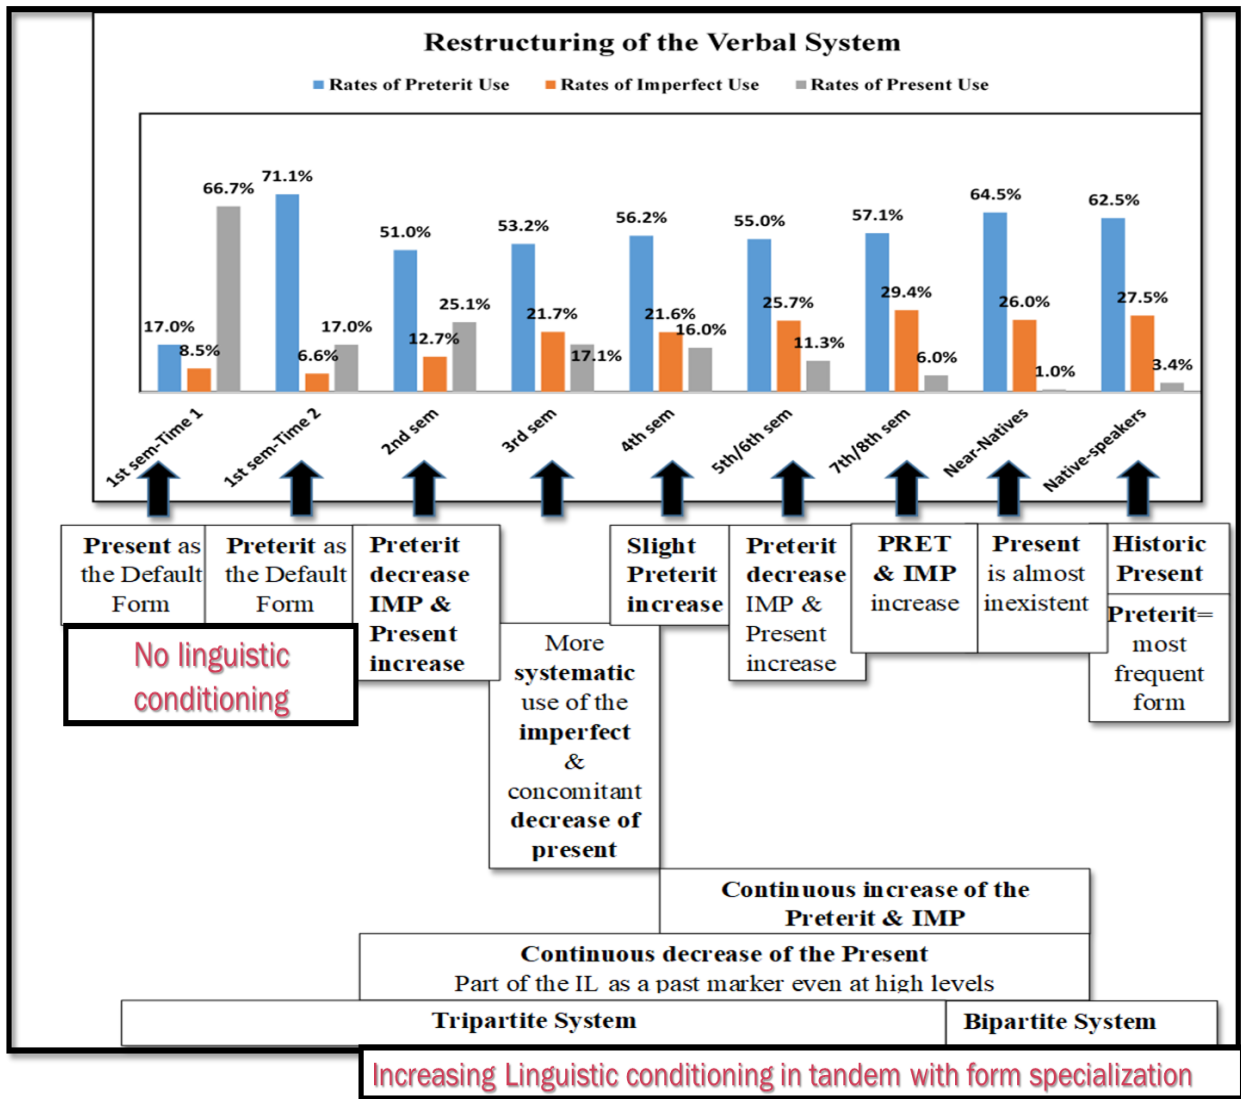 Restructuring of the Verbal System
Rates of Preterit Use Rates of Imperfect Use Rates of Present Use
17.0% 8.5% 66.7%
71.1% 6.6% 17.0%
51.0% 12.7% 25.1%
53.2% 21.7% 17.1%
56.2% 21.6% 16.0%
55.0% 25.7% 11.3%
57.1% 29.4% 6.0%
64.5% 26.0% 1.0%
62.5% 27.5% 3.4%
1st sem-Time 1
1st sem-Time 2
2nd sem
3rd sem
4th sem
5th/6th sem
7th/8th sem
Near-Natives
Native-speakers
Present as
the Default
Form
Preterit as
the Default
Form
No linguistic
conditioning
Preterit
decrease
IMP &
Present
increase
More
systematic
use of the
imperfect
&
concomitant
decrease of
present
Slight
Preterit
increase
Preterit
decrease
IMP &
Present
increase
PRET
& IMP
increase
Present
is almost
inexistent
Historic
Present
Preterit=
most
frequent
form
Continuous increase of the
Preterit & IMP
Continuous decrease of the Present
Part of the IL as a past marker even at high levels
Tripartite System
Bipartite System
Increasing Linguistic conditioning in tandem with form specialization